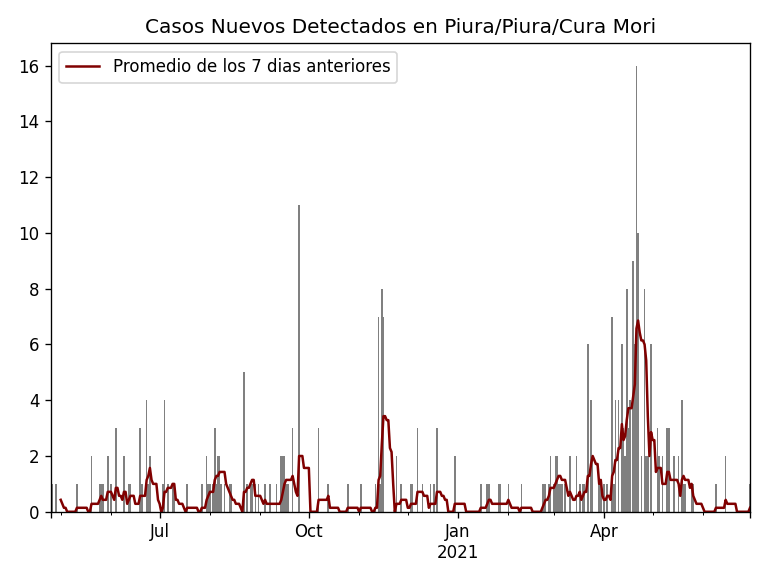 Casos Nuevos Detectados en Piura/Piura/Cura Mori
Promedio de los 7 dias anteriores
16
14
12
10
8
6
4
2
0
Jul
Oct
Jan
2021
Apr